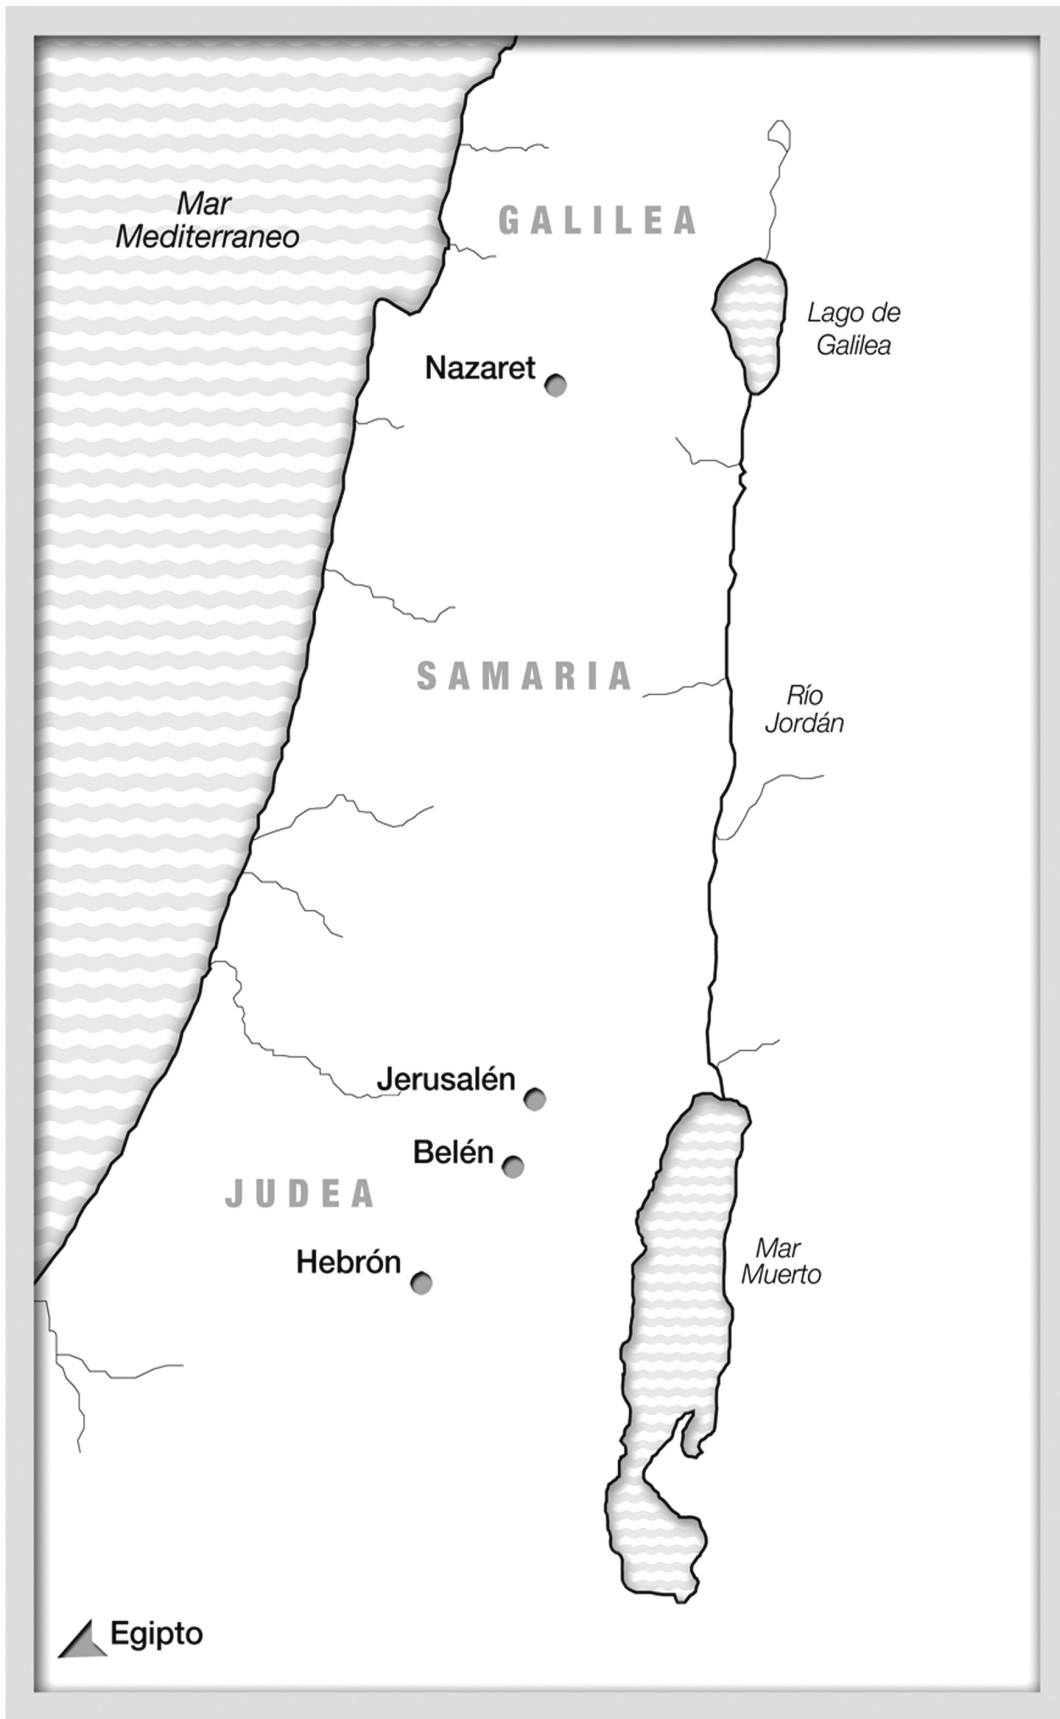 Mar
Mediterraneo
GALILEA
Lago de
Galilea
Nazaret
SAMARIA
Río
Jordán
Jerusalén
Belén
JUDEA
Mar
Muerto
Hebrón
Egipto